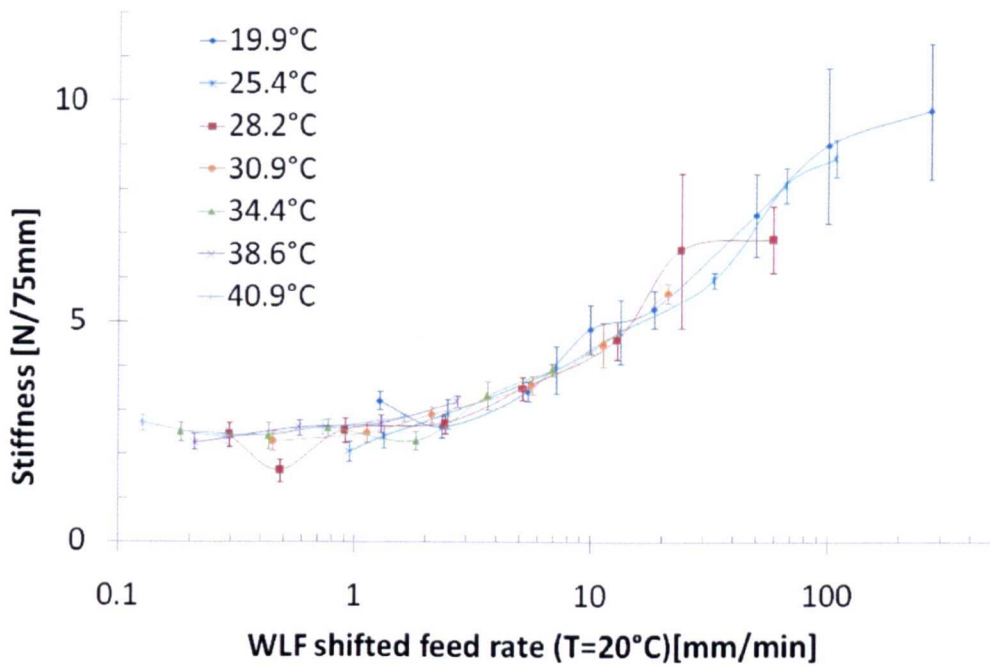 Stiffness [N/75mm]
10
5
0
19.9°C
25.4°C
28.2°C
30.9°C
34.4°C
38.6°C
40.9°C
0.1 1 10 100
WLF shifted feed rate (T=20°C)[mm/min]